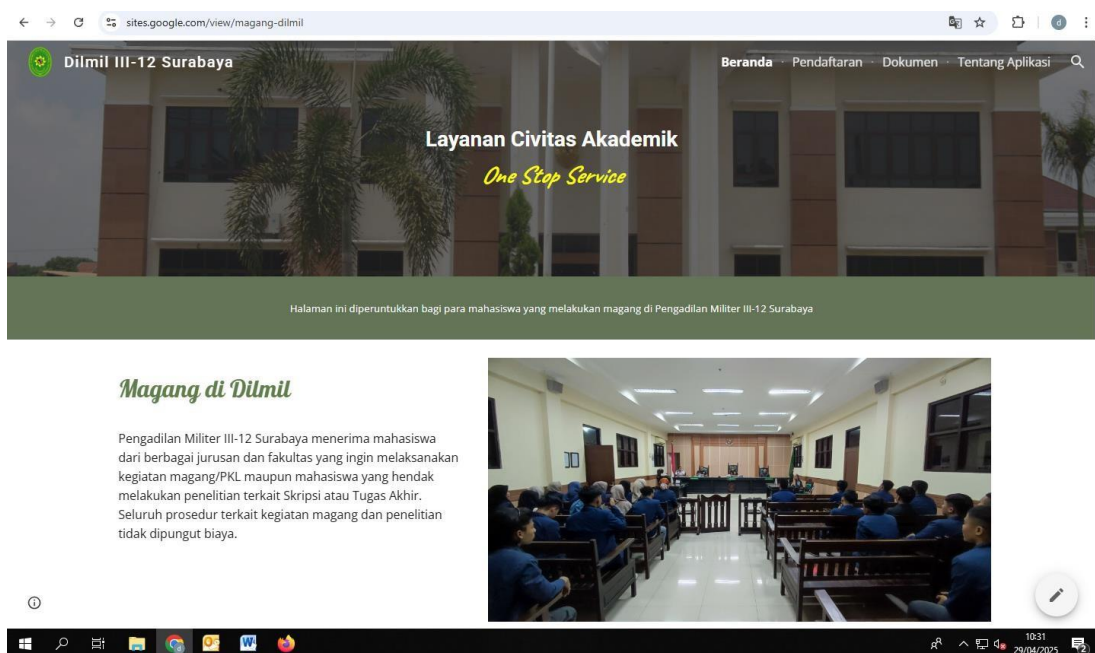 sites.google.com/view/magang-dilmil
Dilmil III-12 Surabaya
Beranda · Pendaftaran · Dokumen · Tentang Aplikasi
Layanan Civitas Akademik
One Stop Service
Halaman ini diperuntukkan bagi para mahasiswa yang melakukan magang di Pengadilan Militer III-12 Surabaya
Magang di Dilmil
Pengadilan Militer III-12 Surabaya menerima mahasiswa
dari berbagai jurusan dan fakultas yang ingin melaksanakan
kegiatan magang/PKL maupun mahasiswa yang hendak
melakukan penelitian terkait Skripsi atau Tugas Akhir.
Seluruh prosedur terkait kegiatan magang dan penelitian
tidak dipungut biaya.
10:31
29/04/2025